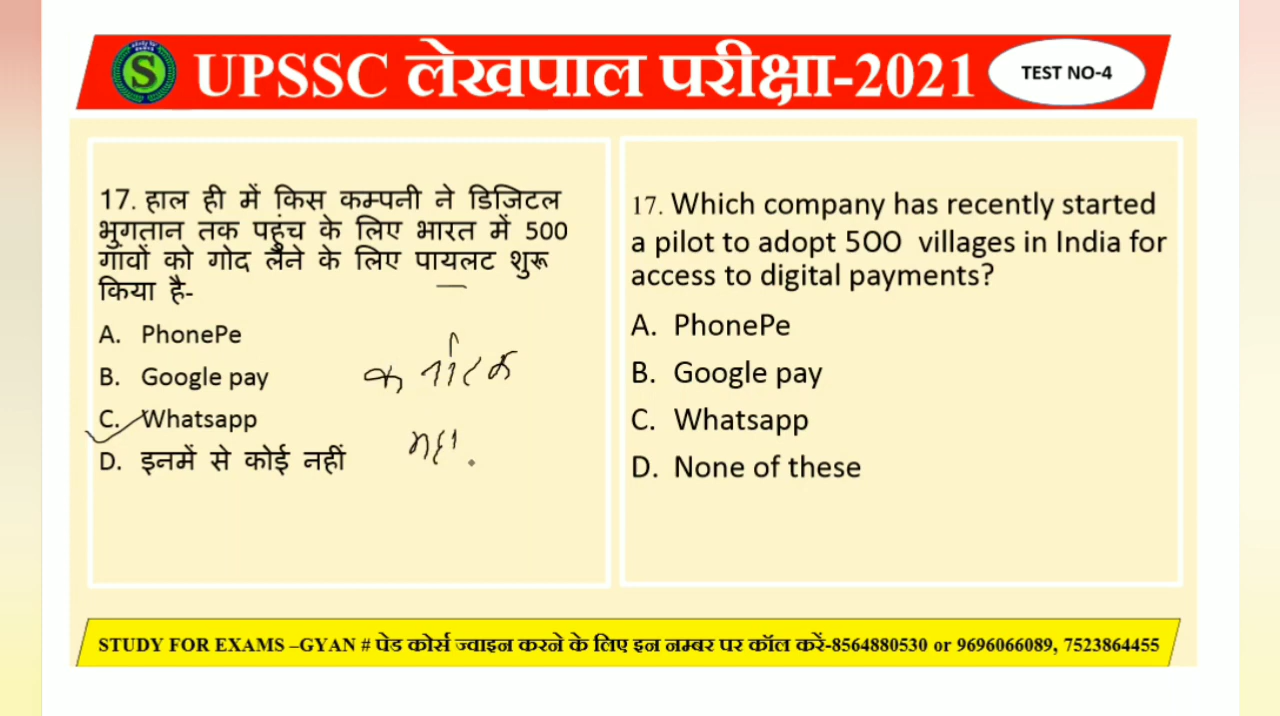 UPSSC लेखपाल परीक्षा-2021
TEST NO-4
S
17. हाल ही में किस कम्पनी ने डिजिटल
भुगतान तक पहुंच के लिए भारत में 500
गांवों को गोद लेने के लिए पायलट शुरू
किया है-
A. PhonePe
B. Google pay
C. Whatsapp
D. इनमें से कोई नहीं
कर्नाटक
महा
17. Which company has recently started
a pilot to adopt 500 villages in India for
access to digital payments?
A. PhonePe
B. Google pay
C. Whatsapp
D. None of these
STUDY FOR EXAMS –GYAN # पेड कोर्स ज्वाइन करने के लिए इन नम्बर पर कॉल करें-8564880530 or 9696066089, 7523864455